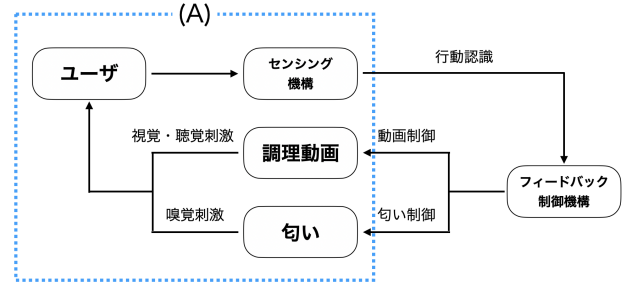 (A)
ユーザ
センシング
機構
行動認識
視覚・聴覚刺激
調理動画
動画制御
フィードバック
制御機構
嗅覚刺激
匂い
匂い制御